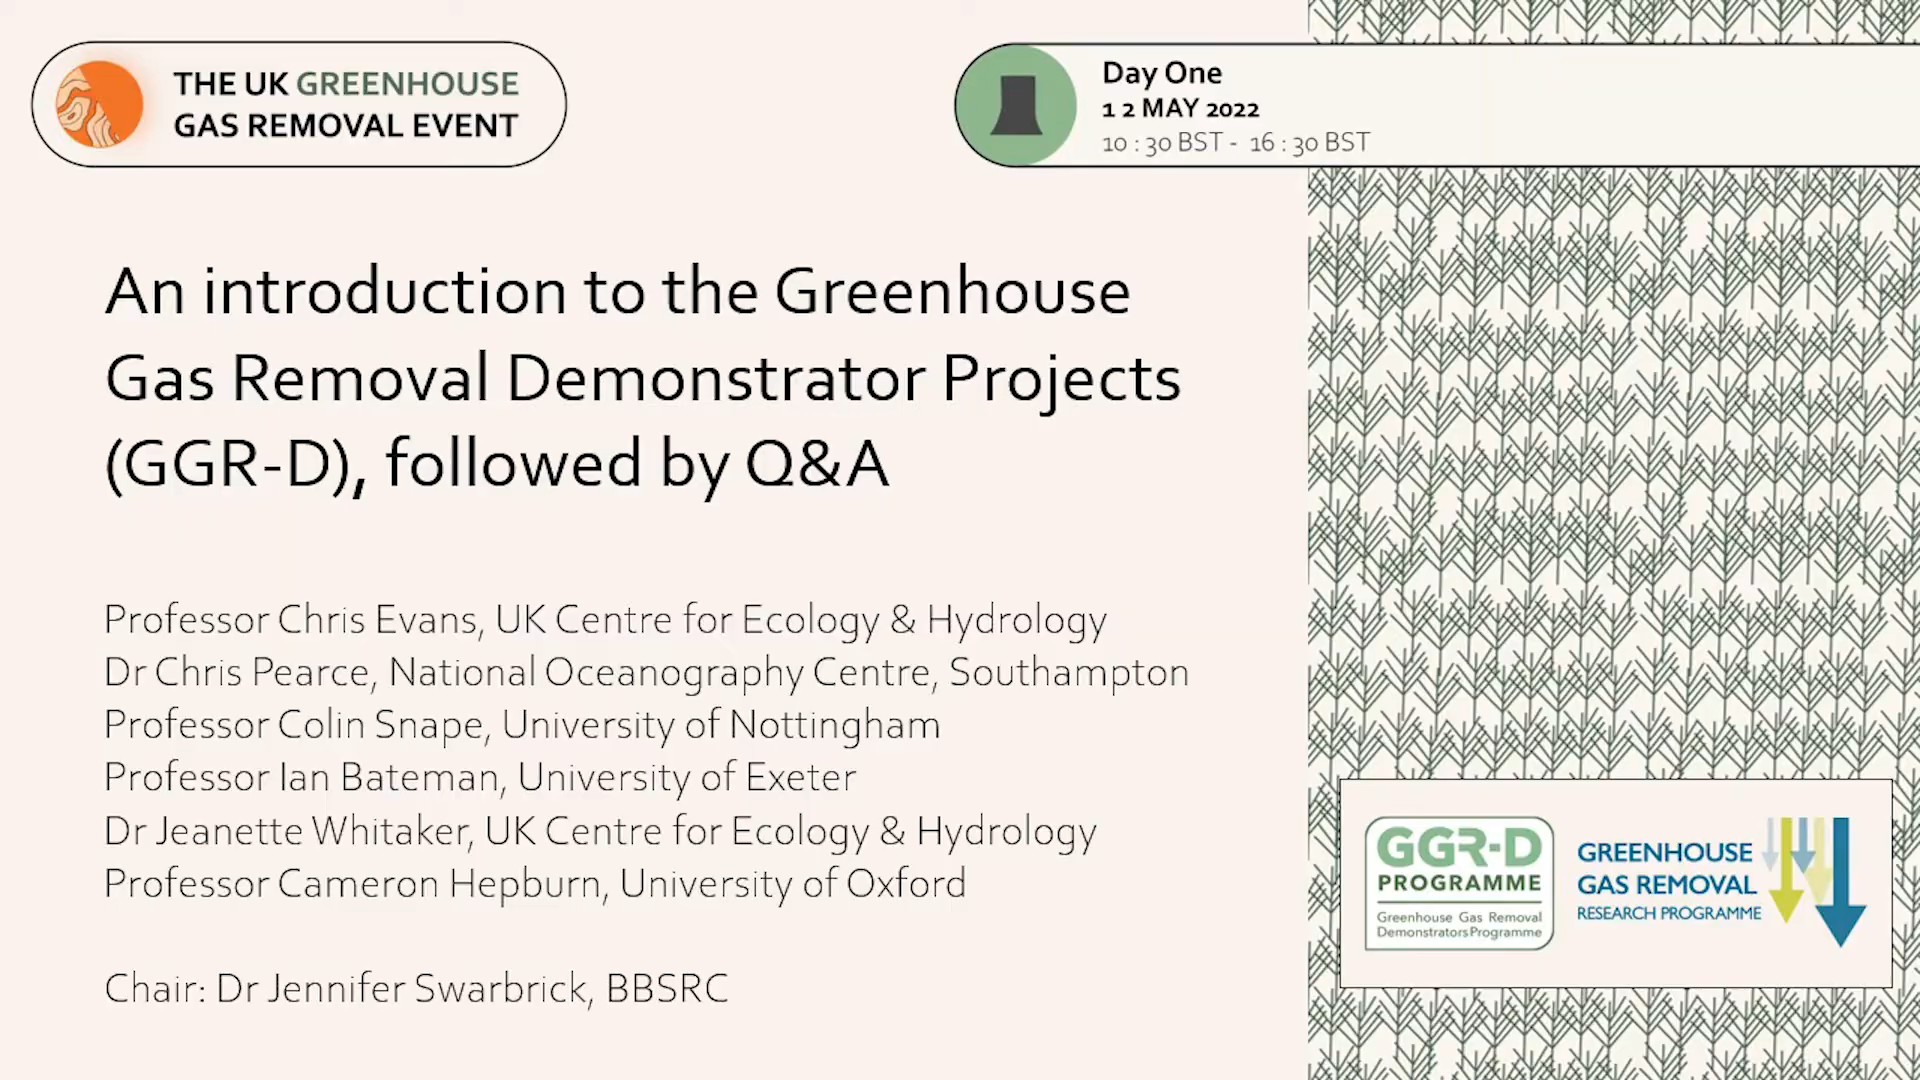 THE UK GREENHOUSE
GAS REMOVAL EVENT
Day One
1 2 MAY 2022
10 : 30 BST - 16 : 30 BST
An introduction to the Greenhouse
Gas Removal Demonstrator Projects
(GGR-D), followed by Q&A
Professor Chris Evans, UK Centre for Ecology & Hydrology
Dr Chris Pearce, National Oceanography Centre, Southampton
Professor Colin Snape, University of Nottingham
Professor Ian Bateman, University of Exeter
Dr Jeanette Whitaker, UK Centre for Ecology & Hydrology
Professor Cameron Hepburn, University of Oxford
Chair: Dr Jennifer Swarbrick, BBSRC
GGR-D
PROGRAMME
Greenhouse Gas Removal
Demonstrators Programme
GREENHOUSE
GAS REMOVAL
RESEARCH PROGRAMME